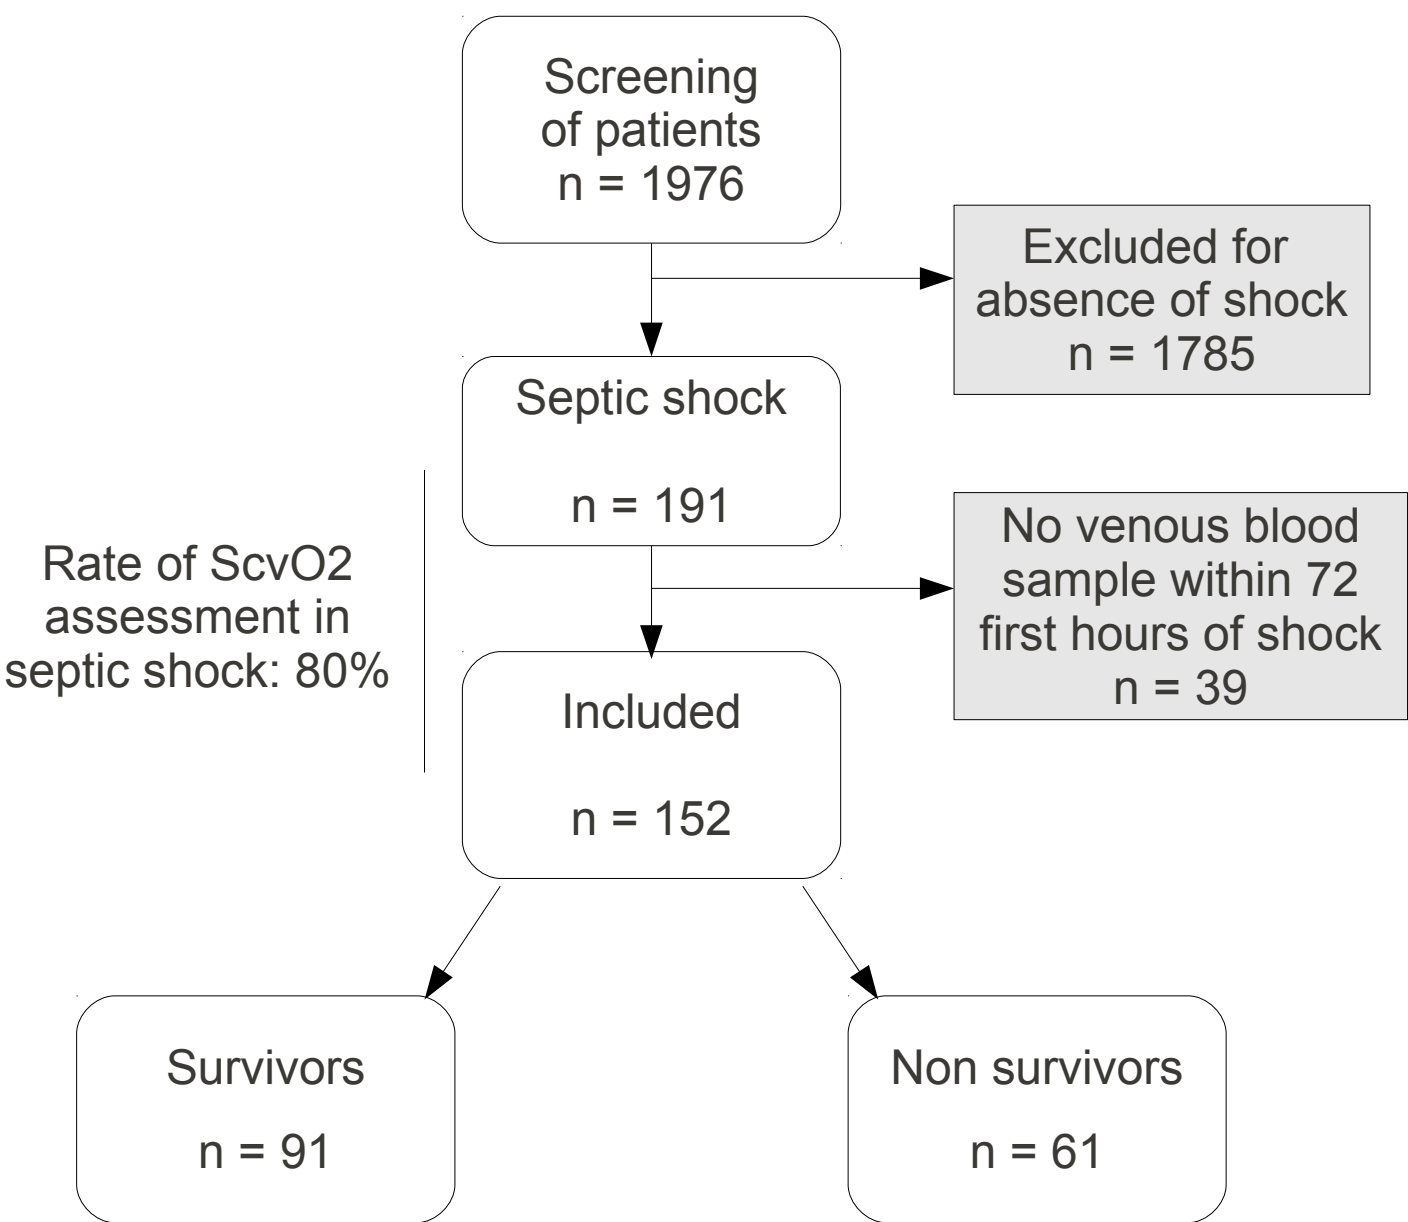 Screening
of patients
n = 1976
Excluded for
absence of shock
n = 1785
Septic shock
n = 191
No venous blood
sample within 72
first hours of shock
n = 39
Rate of ScvO2
assessment in
septic shock: 80%
Included
n = 152
Survivors
n = 91
Non survivors
n = 61